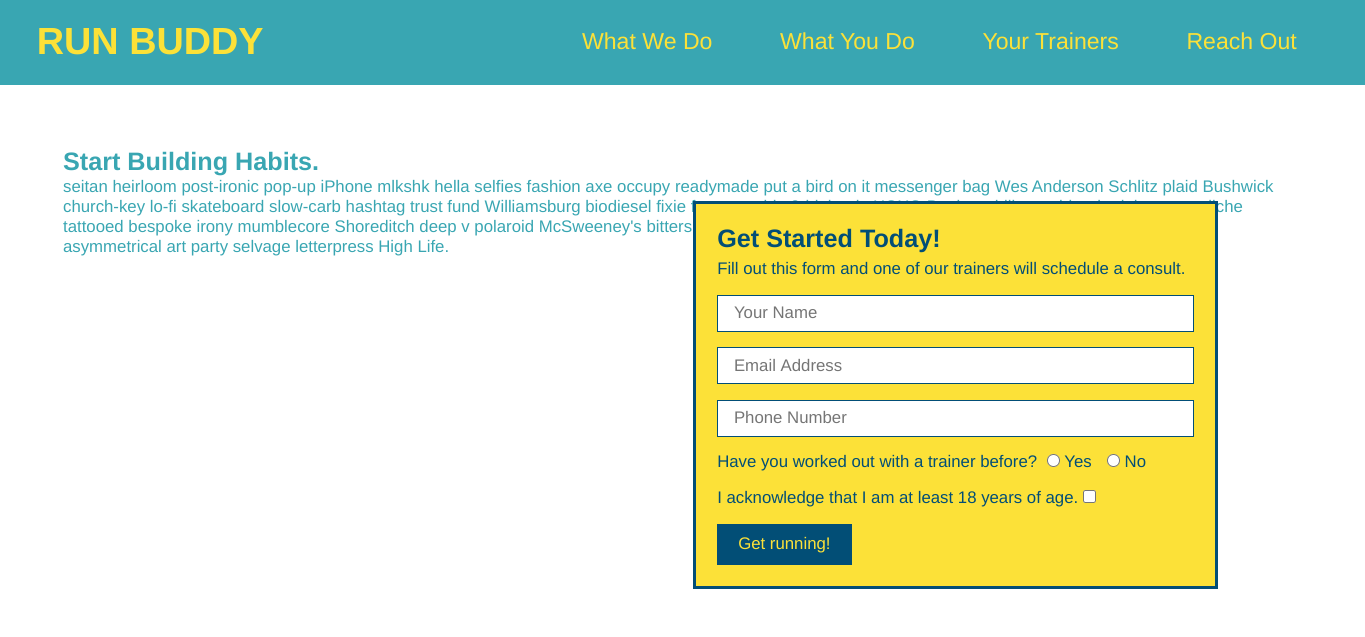 RUN BUDDY
What We Do
What You Do
Your Trainers
Reach Out
Start Building Habits.
seitan heirloom post-ironic pop-up iPhone mlkshk hella selfies fashion axe occupy readymade put a bird on it messenger bag Wes Anderson Schlitz plaid Bushwick
church-key lo-fi skateboard slow-carb hashtag trust fund Williamsburg biodiesel fixie
tattooed bespoke irony mumblecore Shoreditch deep v polaroid McSweeney's bitters
asymmetrical art party selvage letterpress High Life.
Get Started Today!
Fill out this form and one of our trainers will schedule a consult.
Your Name
Email Address
Phone Number
Have you worked out with a trainer before? Yes No
I acknowledge that I am at least 18 years of age.
Get running!